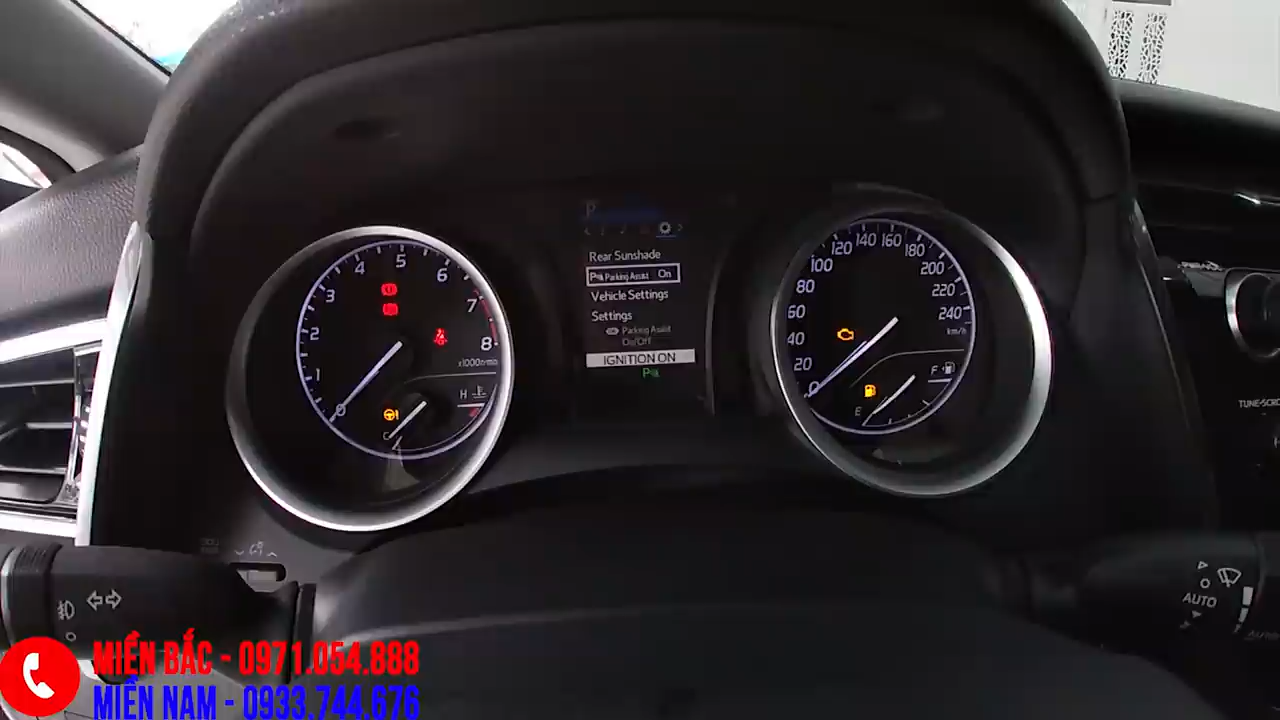 P
Rear Sunshade
Parking Assist On
Vehicle Settings
Settings
Parking Assist
On/Off
IGNITION ON
P
0
1
2
3
4
5
6
7
8
x1000r/min
H
C
0
20
40
60
80
100
120
140
160
180
200
220
240
km/h
F
E
AUTO
MIỀN BẮC - 0971.054.888
MIỀN NAM - 0933.744.676